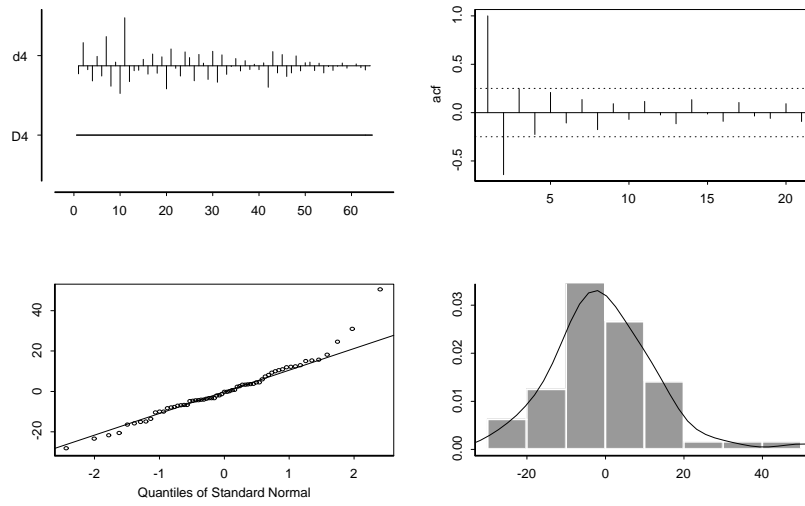 d4
D4
0 10 20 30 40 50 60
acf
-0.5 0.0 0.5 1.0
5 10 15 20
-20 0 20 40
-2 -1 0 1 2
Quantiles of Standard Normal
0.00 0.01 0.02 0.03
-20 0 20 40